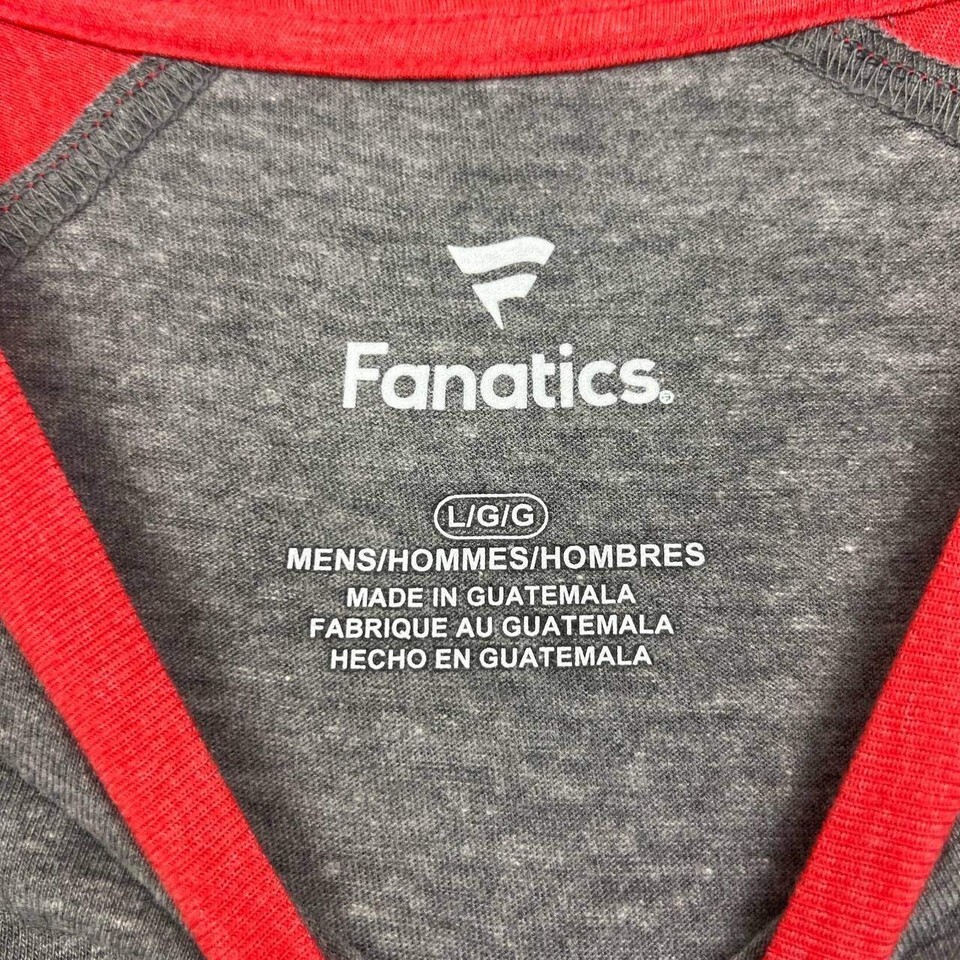 Fanatics®
L/G/G
MENS/HOMMES/HOMBRES
MADE IN GUATEMALA
FABRIQUE AU GUATEMALA
HECHO EN GUATEMALA